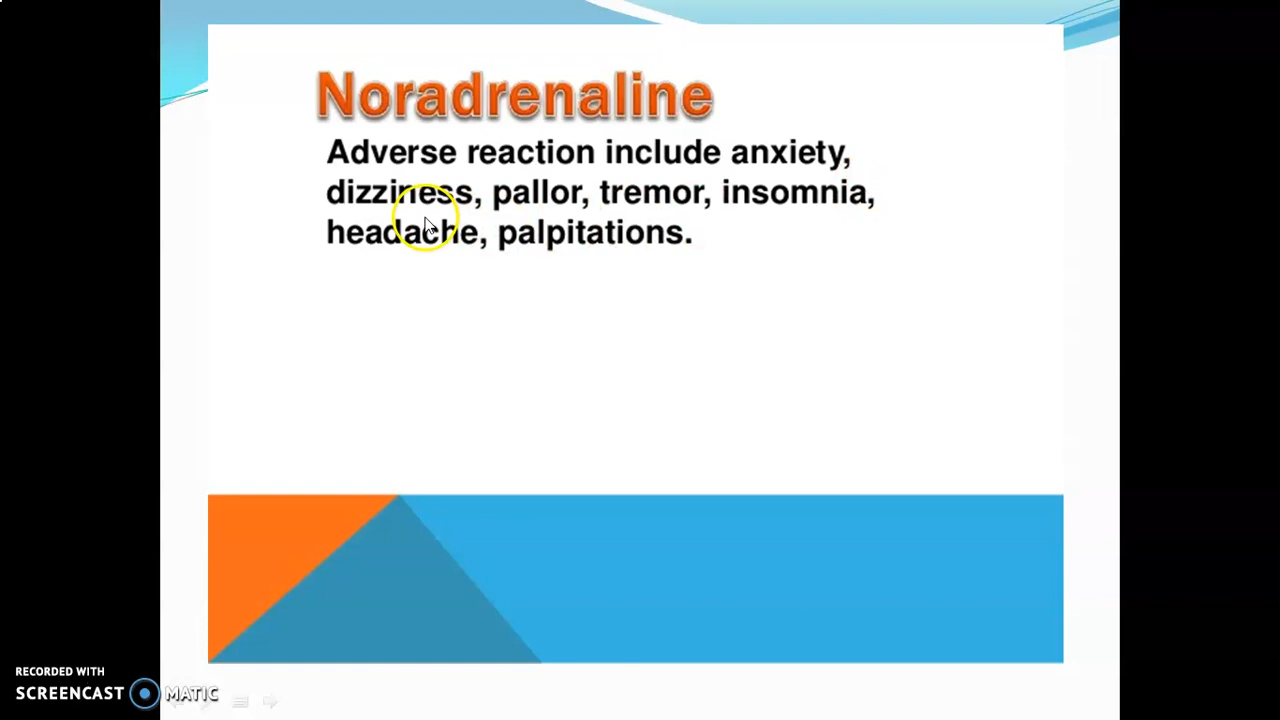 Noradrenaline
Adverse reaction include anxiety,
dizziness, pallor, tremor, insomnia,
headache, palpitations.
RECORDED WITH
SCREENCAST MATIC